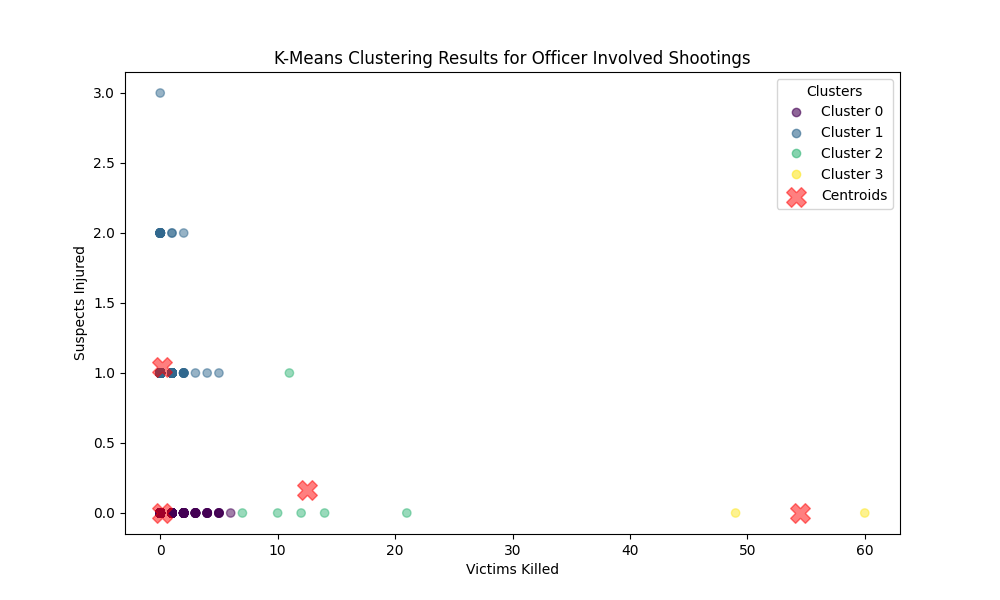 K-Means Clustering Results for Officer Involved Shootings
Clusters
Cluster 0
Cluster 1
Cluster 2
Cluster 3
Centroids
Suspects Injured
3.0
2.5
2.0
1.5
1.0
0.5
0.0
0 10 20 30 40 50 60
Victims Killed